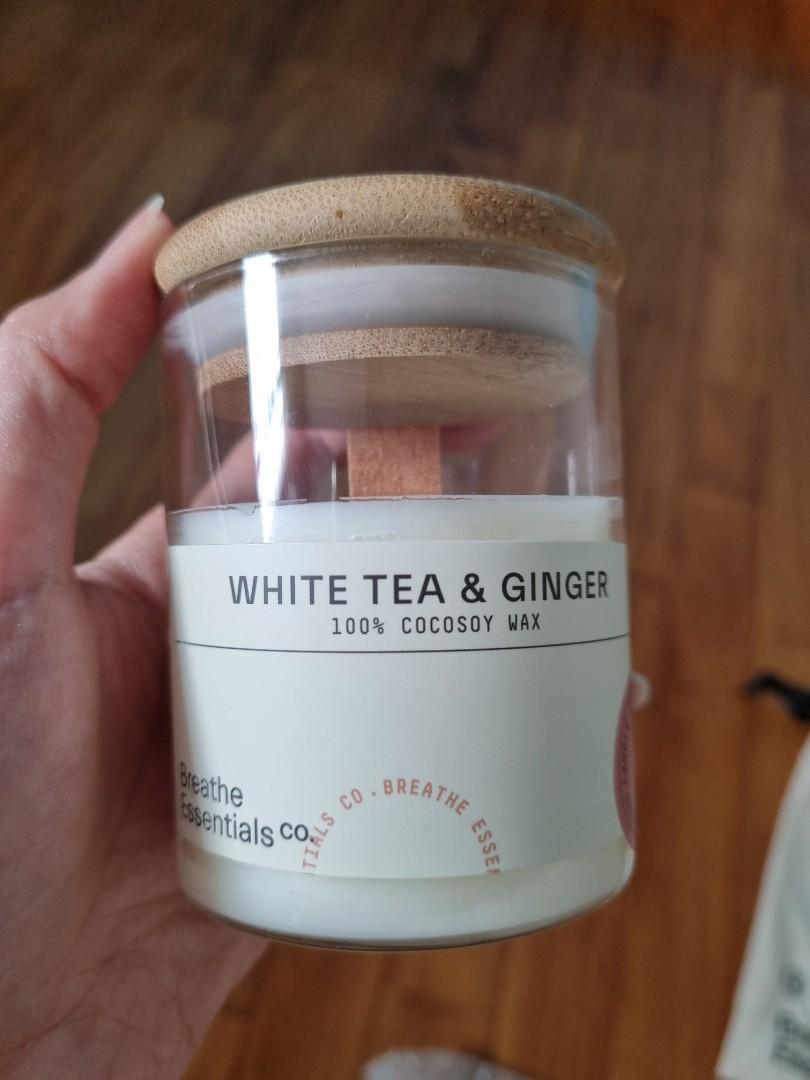 WHITE TEA & GINGER
100% COCOSOY WAX
Breathe
Essentials co.
TIALS CO . BREATHE ESSEN